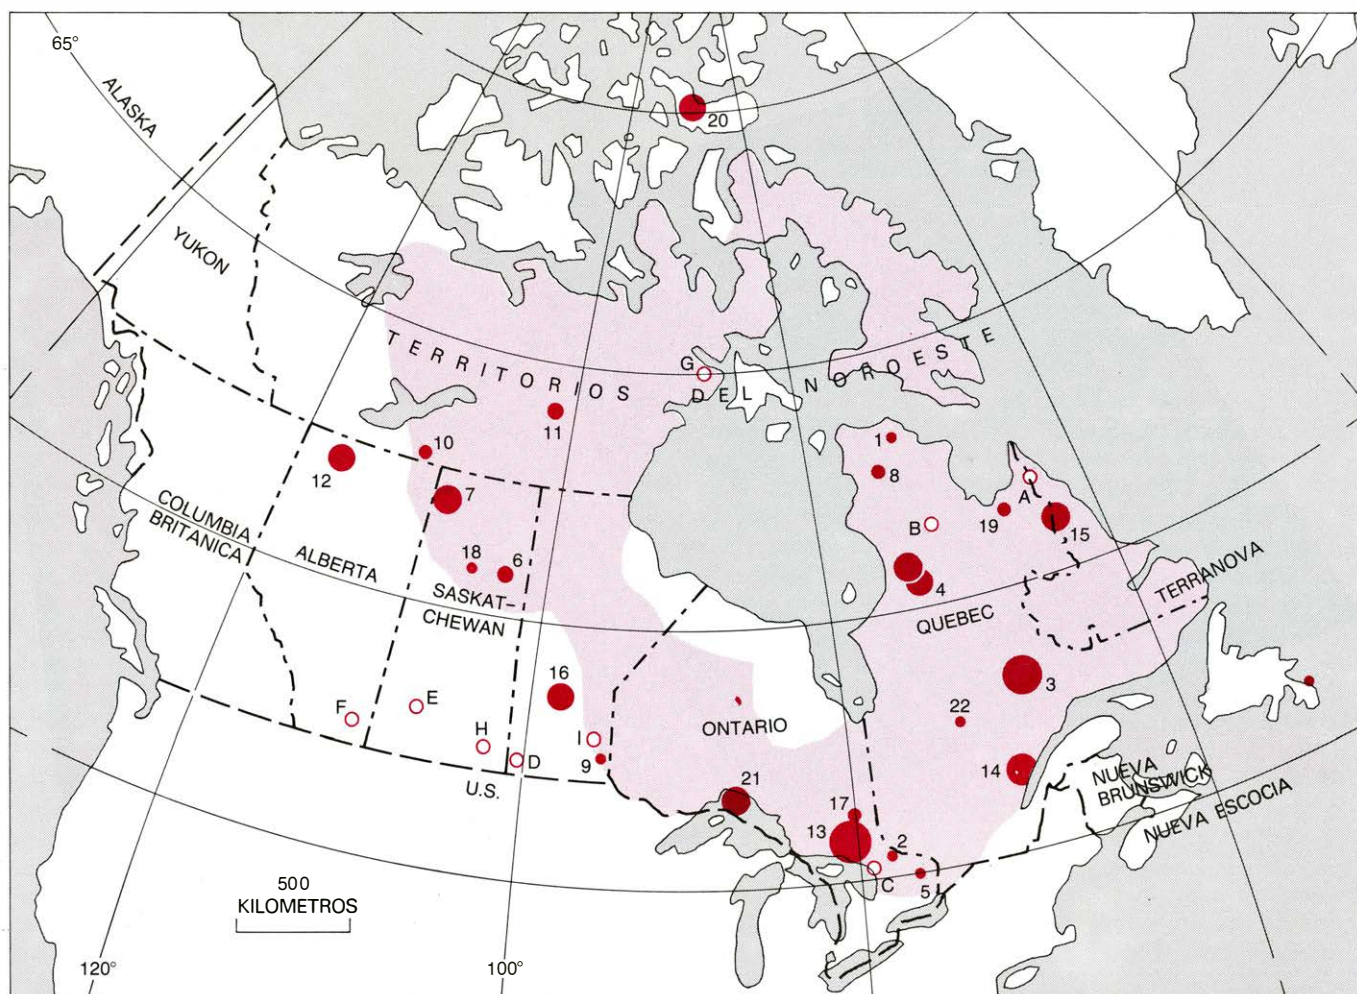 65°
ALASKA
20
YUKON
TERRITORIOS DEL NOROESTE
G
11
10
12
7
1
8
A
19
15
B
4
COLUMBIA
BRITANICA
ALBERTA
18
6
SASKAT–
CHEWAN
QUEBEC
TERRANOVA
16
3
F
E
H
D
I
9
ONTARIO
22
U.S.
21
14
NUEVA
BRUNSWICK
NUEVA ESCOCIA
17
13
2
C
5
500
KILOMETROS
120°
100°